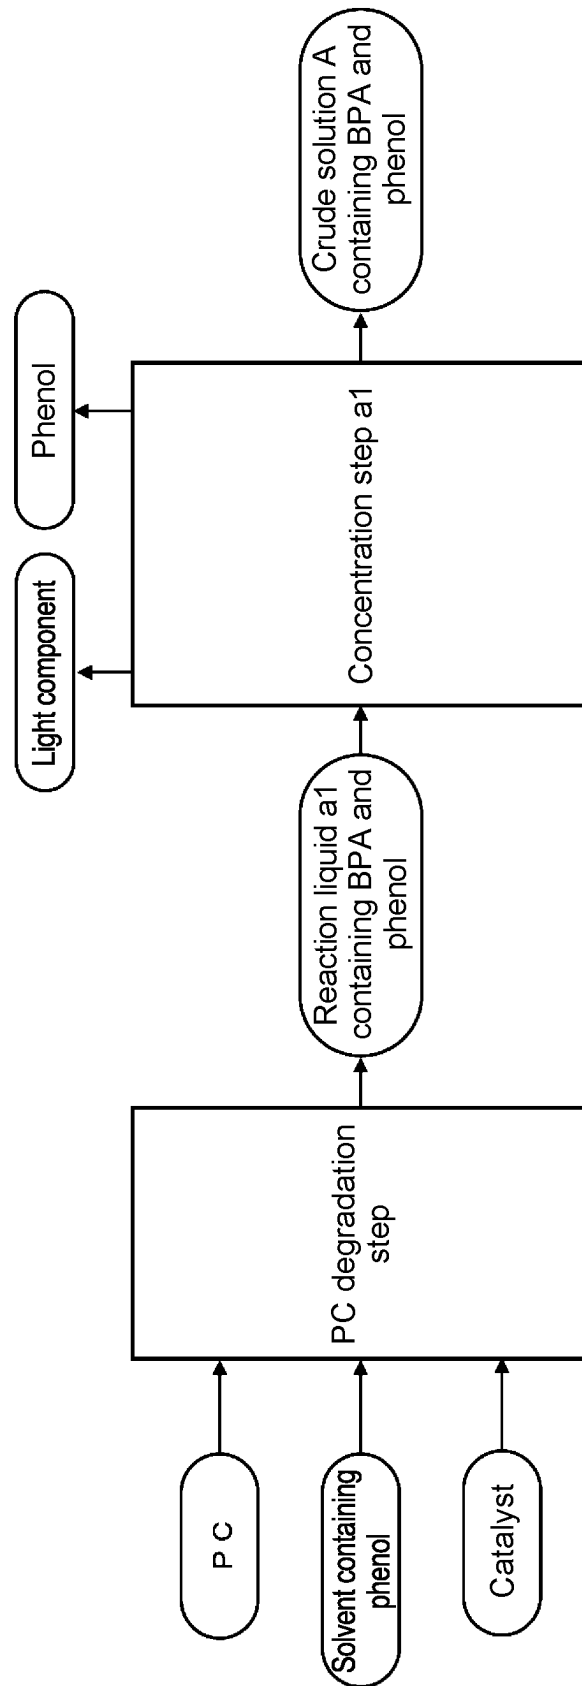 P C
Solvent containing
phenol
Catalyst
PC degradation
step
Reaction liquid a1
containing BPA and
phenol
Light component
Phenol
Concentration step a1
Crude solution A
containing BPA and
phenol